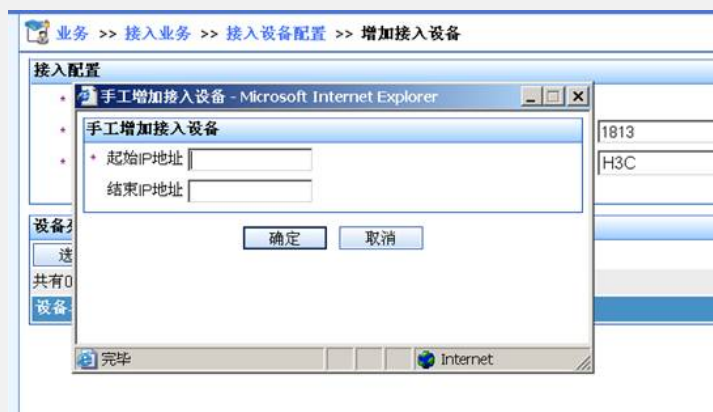 业务 >> 接入业务 >> 接入设备配置 >> 增加接入设备
接入配置
手工增加接入设备 - Microsoft Internet Explorer
手工增加接入设备
* 起始IP地址
结束IP地址
确定 取消
完毕 Internet
* 
* 1813
* H3C
设备
选
共有0
设备